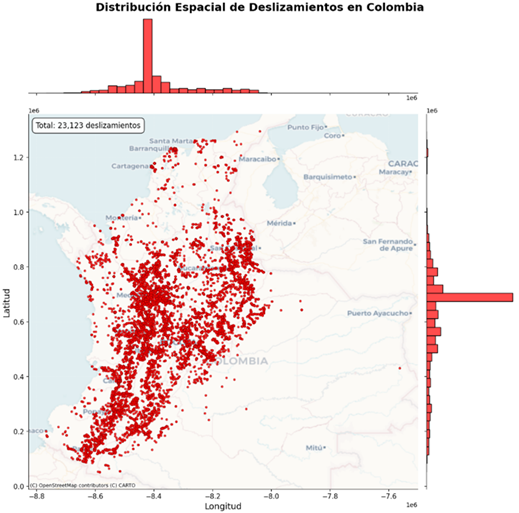 Distribución Espacial de Deslizamientos en Colombia
1e6
1e6
1e6
Total: 23,123 deslizamientos
Santa Marta
Barranquilla
Cartagena
Punto Fijo
Coro
CARAC
Maracaibo
Maracay
Barquisimeto
Montería
Mérida
San Fernando
de Apure
Puerto Ayacucho
Mitú
1.2
1.0
0.8
0.6
0.4
0.2
0.0
Latitud
(C) OpenStreetMap contributors (C) CARTO
-8.8
-8.6
-8.4
-8.2
-8.0
-7.8
-7.6
1e6
Longitud